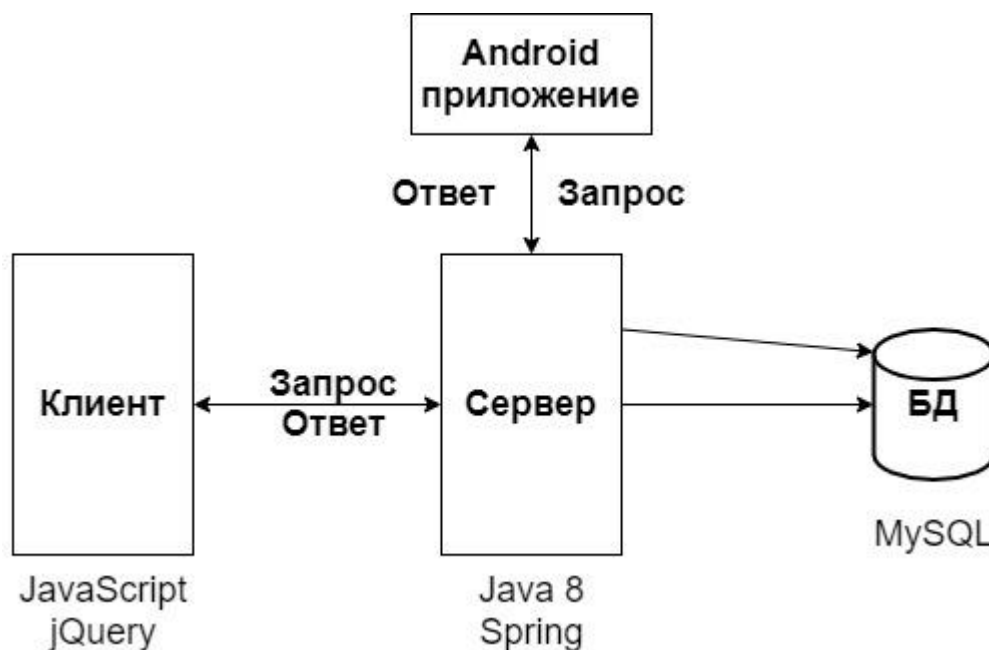 Android
приложение
Ответ
Запрос
Клиент
Запрос
Ответ
Сервер
БД
MySQL
JavaScript
jQuery
Java 8
Spring